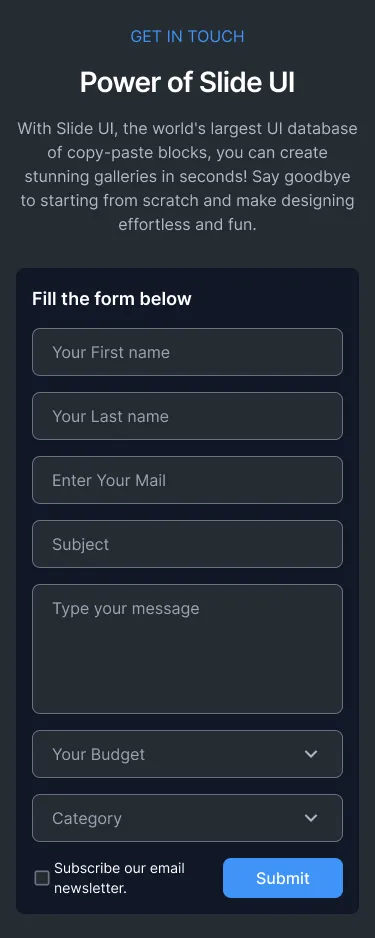 GET IN TOUCH
Power of Slide UI
With Slide UI, the world's largest UI database
of copy-paste blocks, you can create
stunning galleries in seconds! Say goodbye
to starting from scratch and make designing
effortless and fun.
Fill the form below
Your First name
Your Last name
Enter Your Mail
Subject
Type your message
Your Budget
Category
Subscribe our email
newsletter.
Submit